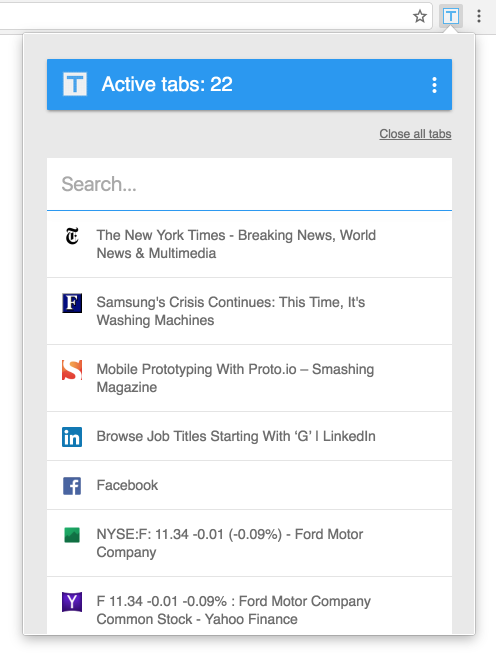 T
T Active tabs: 22
Close all tabs
Search...
The New York Times - Breaking News, World
News & Multimedia
F Samsung's Crisis Continues: This Time, It's
Washing Machines
Mobile Prototyping With Proto.io – Smashing
Magazine
in Browse Job Titles Starting With ‘G’ | LinkedIn
f Facebook
NYSE:F: 11.34 -0.01 (-0.09%) - Ford Motor
Company
Y F 11.34 -0.01 -0.09% : Ford Motor Company
Common Stock - Yahoo Finance